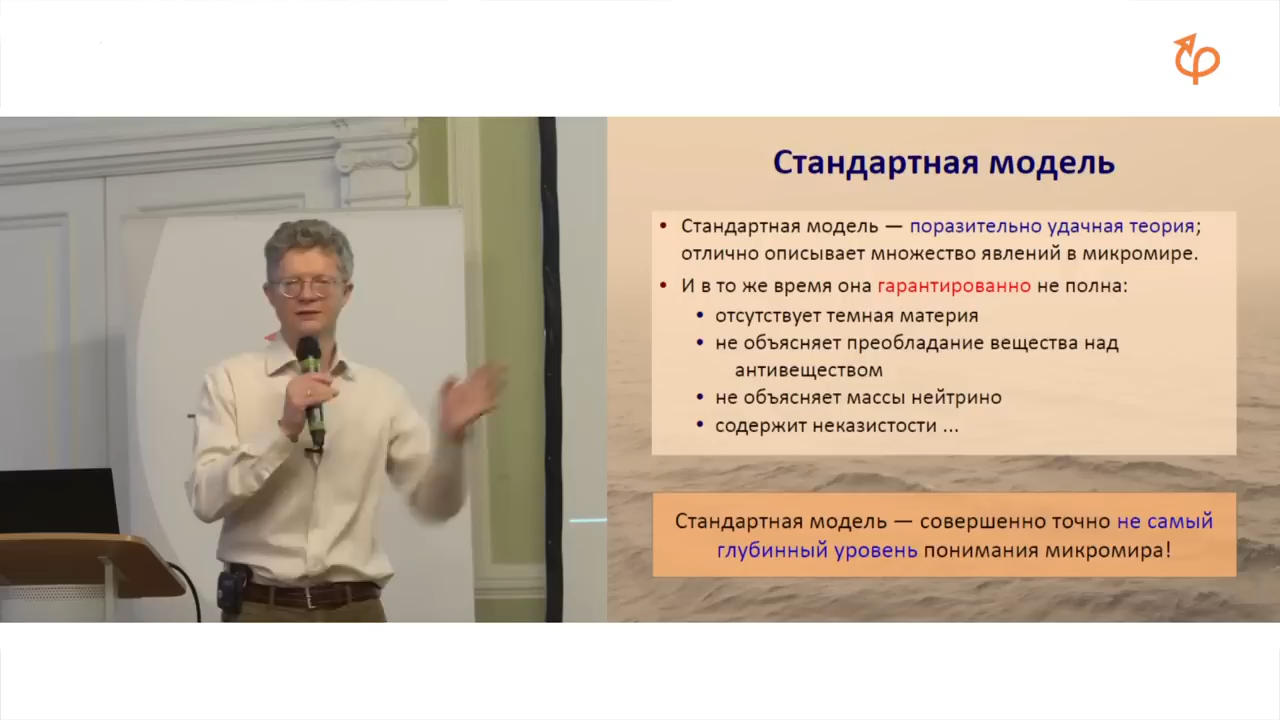 Стандартная модель
• Стандартная модель — поразительно удачная теория;
отлично описывает множество явлений в микромире.
• И в то же время она гарантированно не полна:
• отсутствует темная материя
• не объясняет преобладание вещества над
антивеществом
• не объясняет массы нейтрино
• содержит неказистости ...
Стандартная модель — совершенно точно не самый
глубинный уровень понимания микромира!